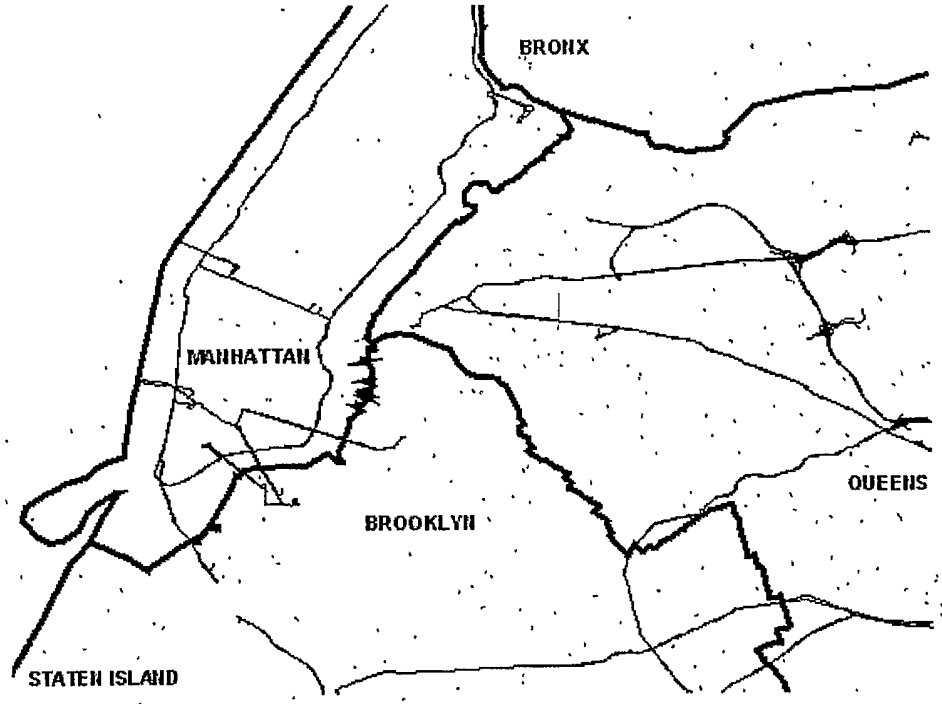 BRONX
MANHATTAN
QUEENS
BROOKLYN
STATEN ISLAND